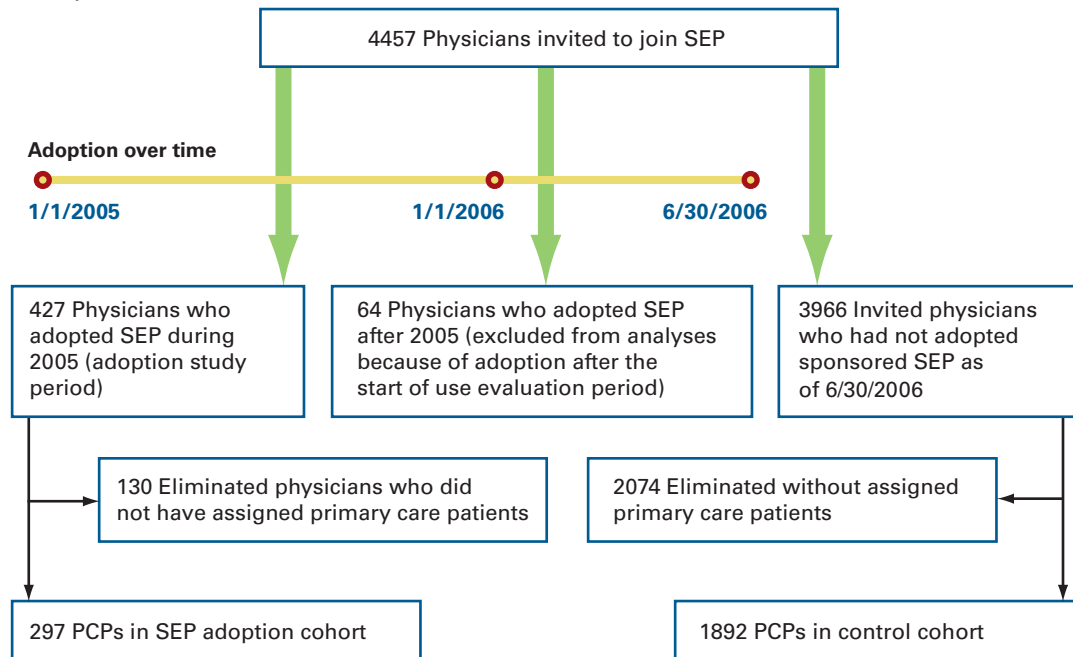 4457 Physicians invited to join SEP
Adoption over time
1/1/2005
1/1/2006
6/30/2006
427 Physicians who
adopted SEP during
2005 (adoption study
period)
64 Physicians who adopted SEP
after 2005 (excluded from analyses
because of adoption after the
start of use evaluation period)
3966 Invited physicians
who had not adopted
sponsored SEP as
of 6/30/2006
130 Eliminated physicians who did
not have assigned primary care patients
2074 Eliminated without assigned
primary care patients
297 PCPs in SEP adoption cohort
1892 PCPs in control cohort